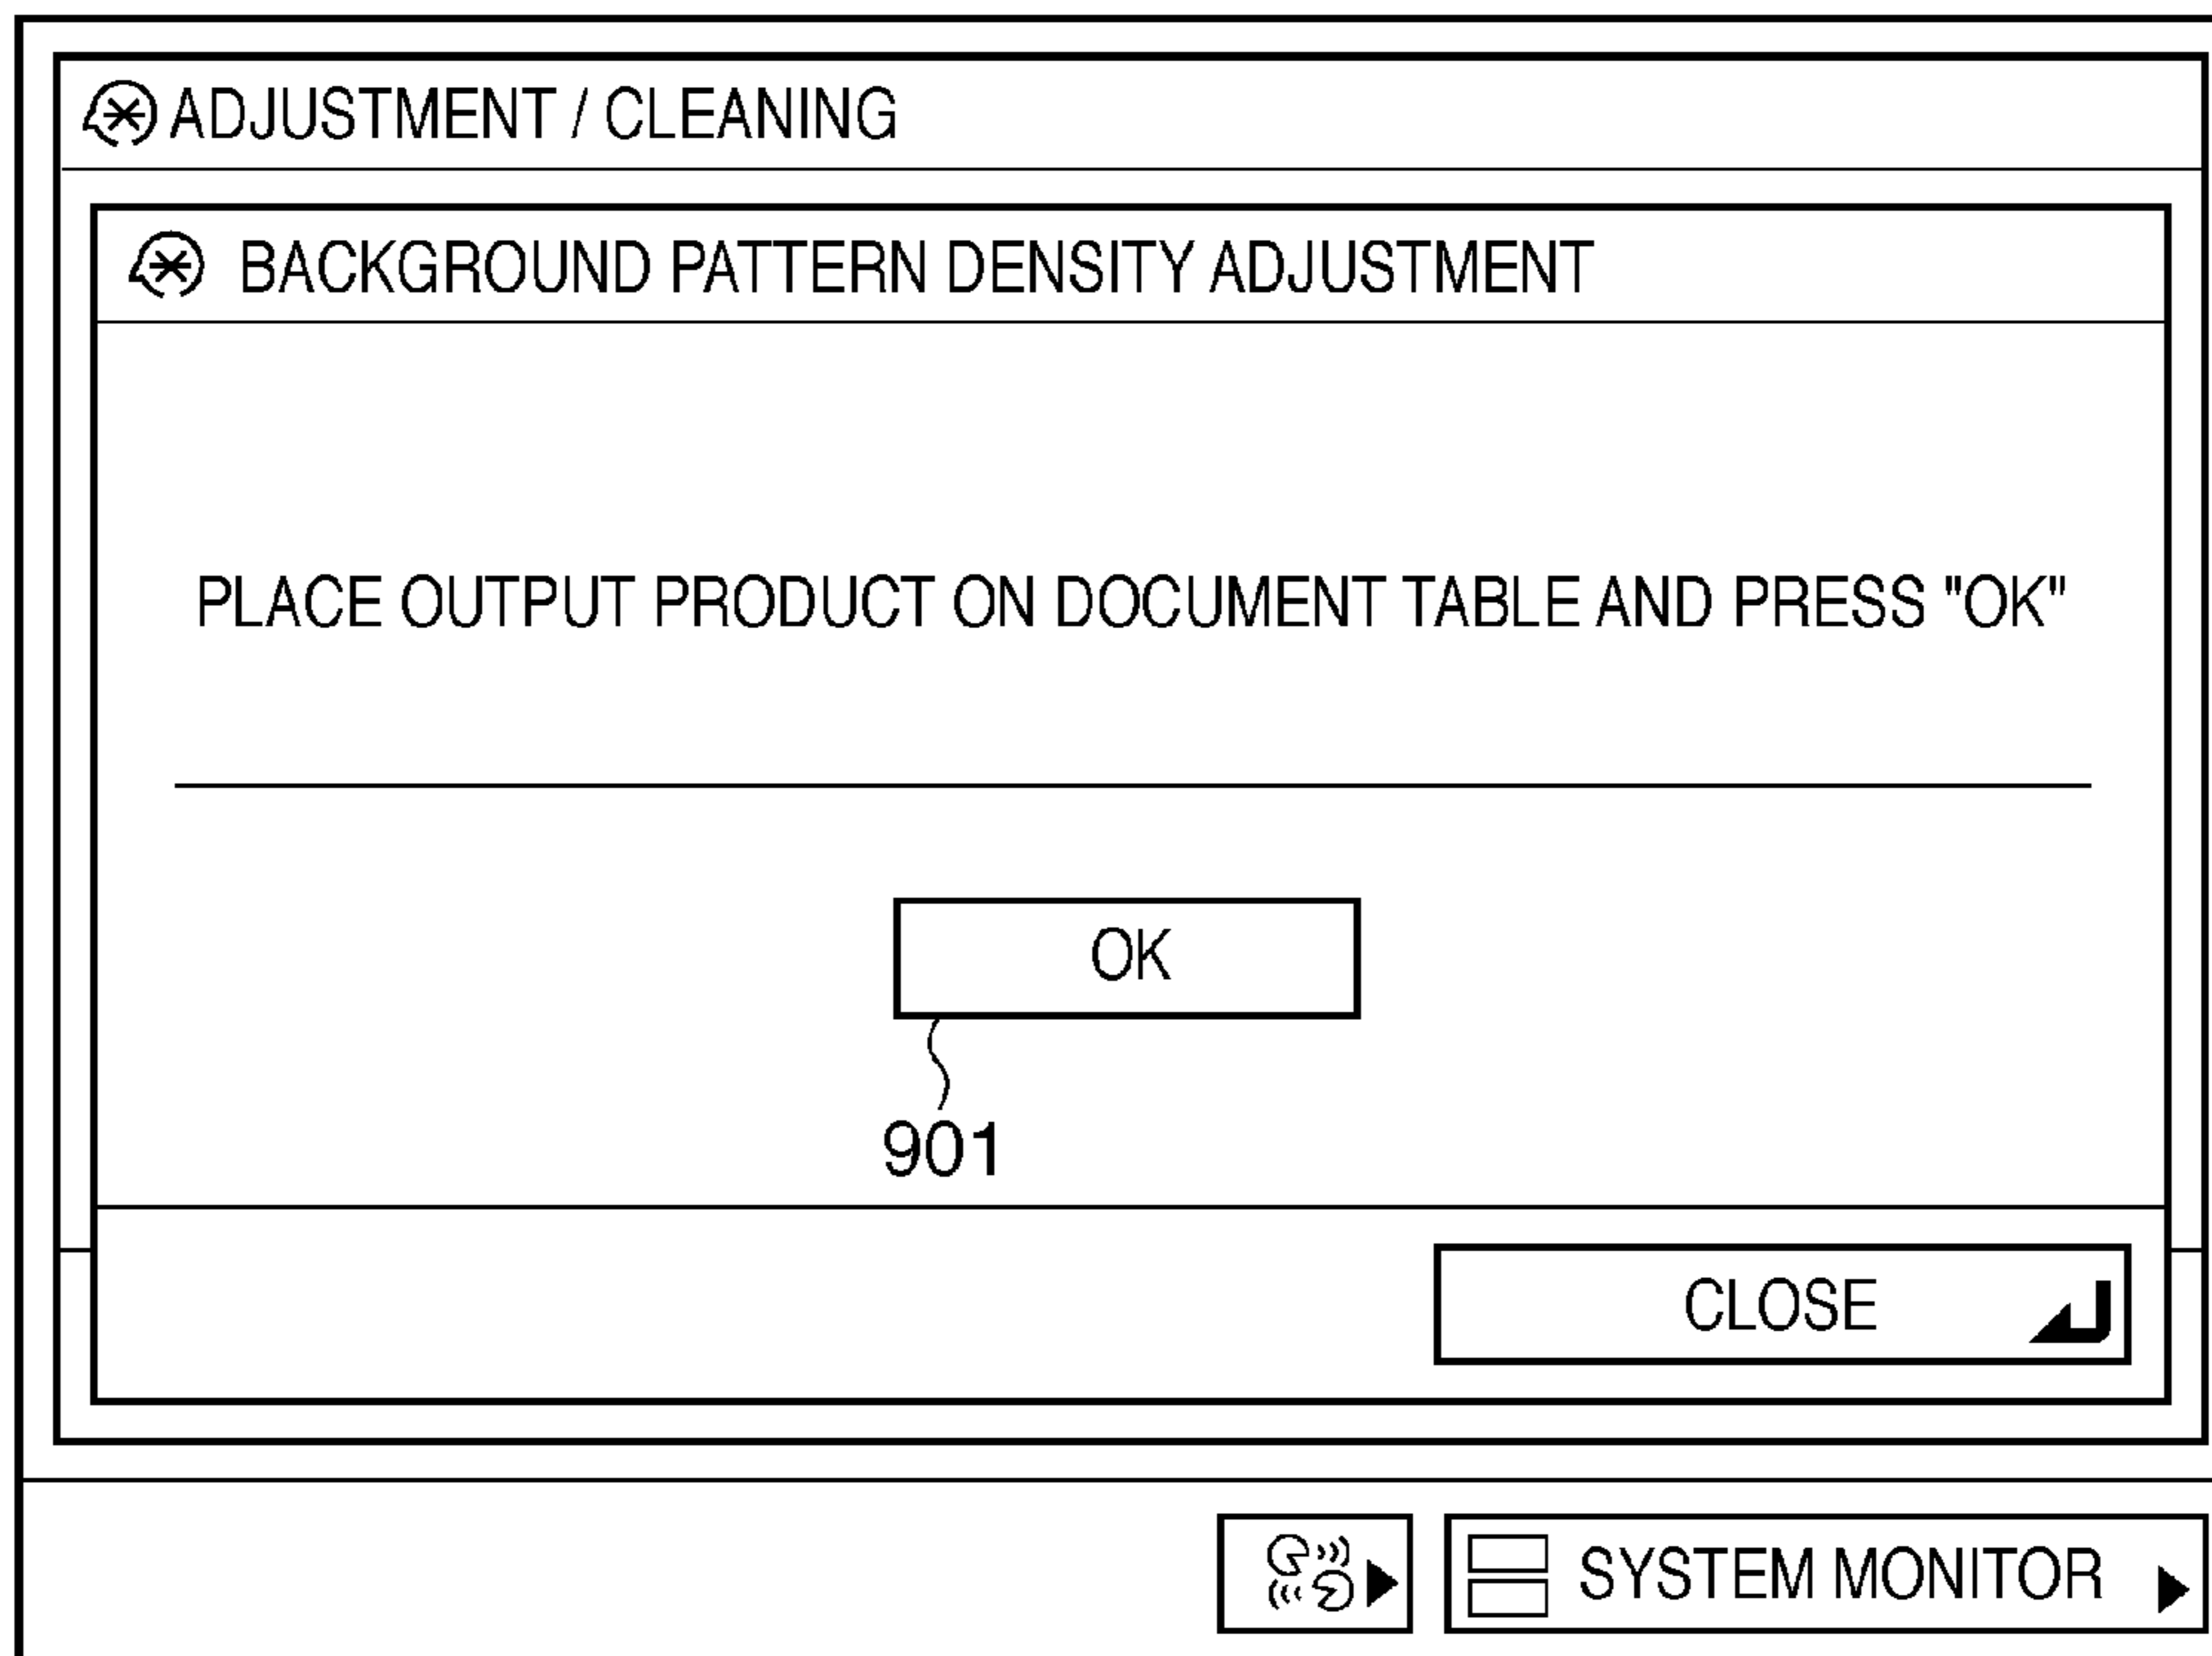 ADJUSTMENT / CLEANING
BACKGROUND PATTERN DENSITY ADJUSTMENT
PLACE OUTPUT PRODUCT ON DOCUMENT TABLE AND PRESS "OK"
OK
901
CLOSE
SYSTEM MONITOR